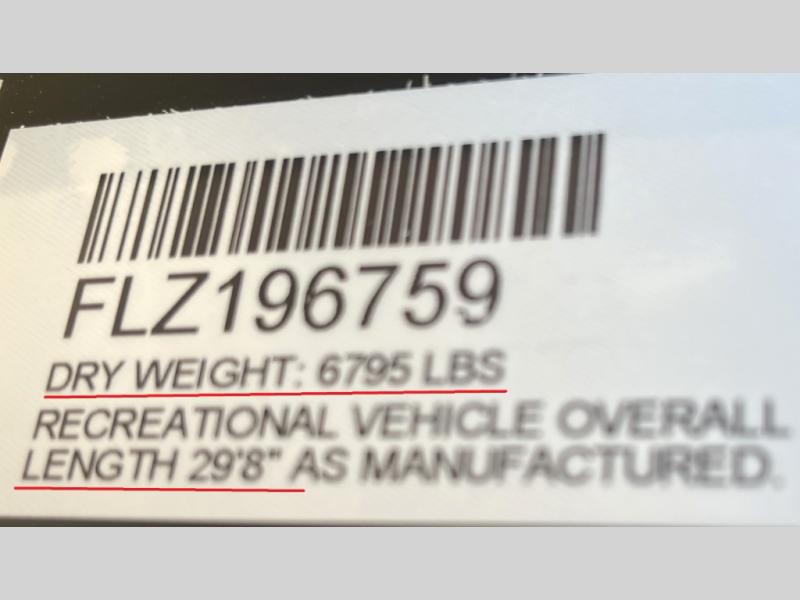 FLZ196759
DRY WEIGHT: 6795 LBS
RECREATIONAL VEHICLE OVERALL
LENGTH 29'8" AS MANUFACTURED.